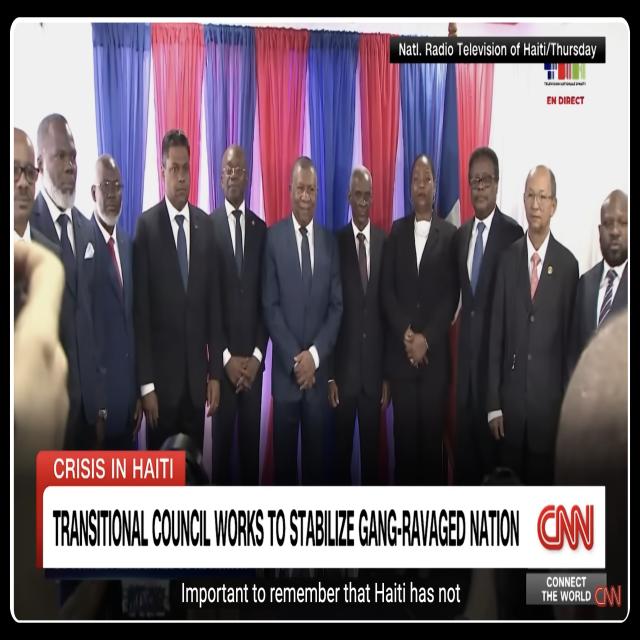 Natl. Radio Television of Haiti/Thursday
EN DIRECT
CRISIS IN HAITI
TRANSITIONAL COUNCIL WORKS TO STABILIZE GANG-RAVAGED NATION
CNN
CONNECT
THE WORLD CNN
Important to remember that Haiti has not